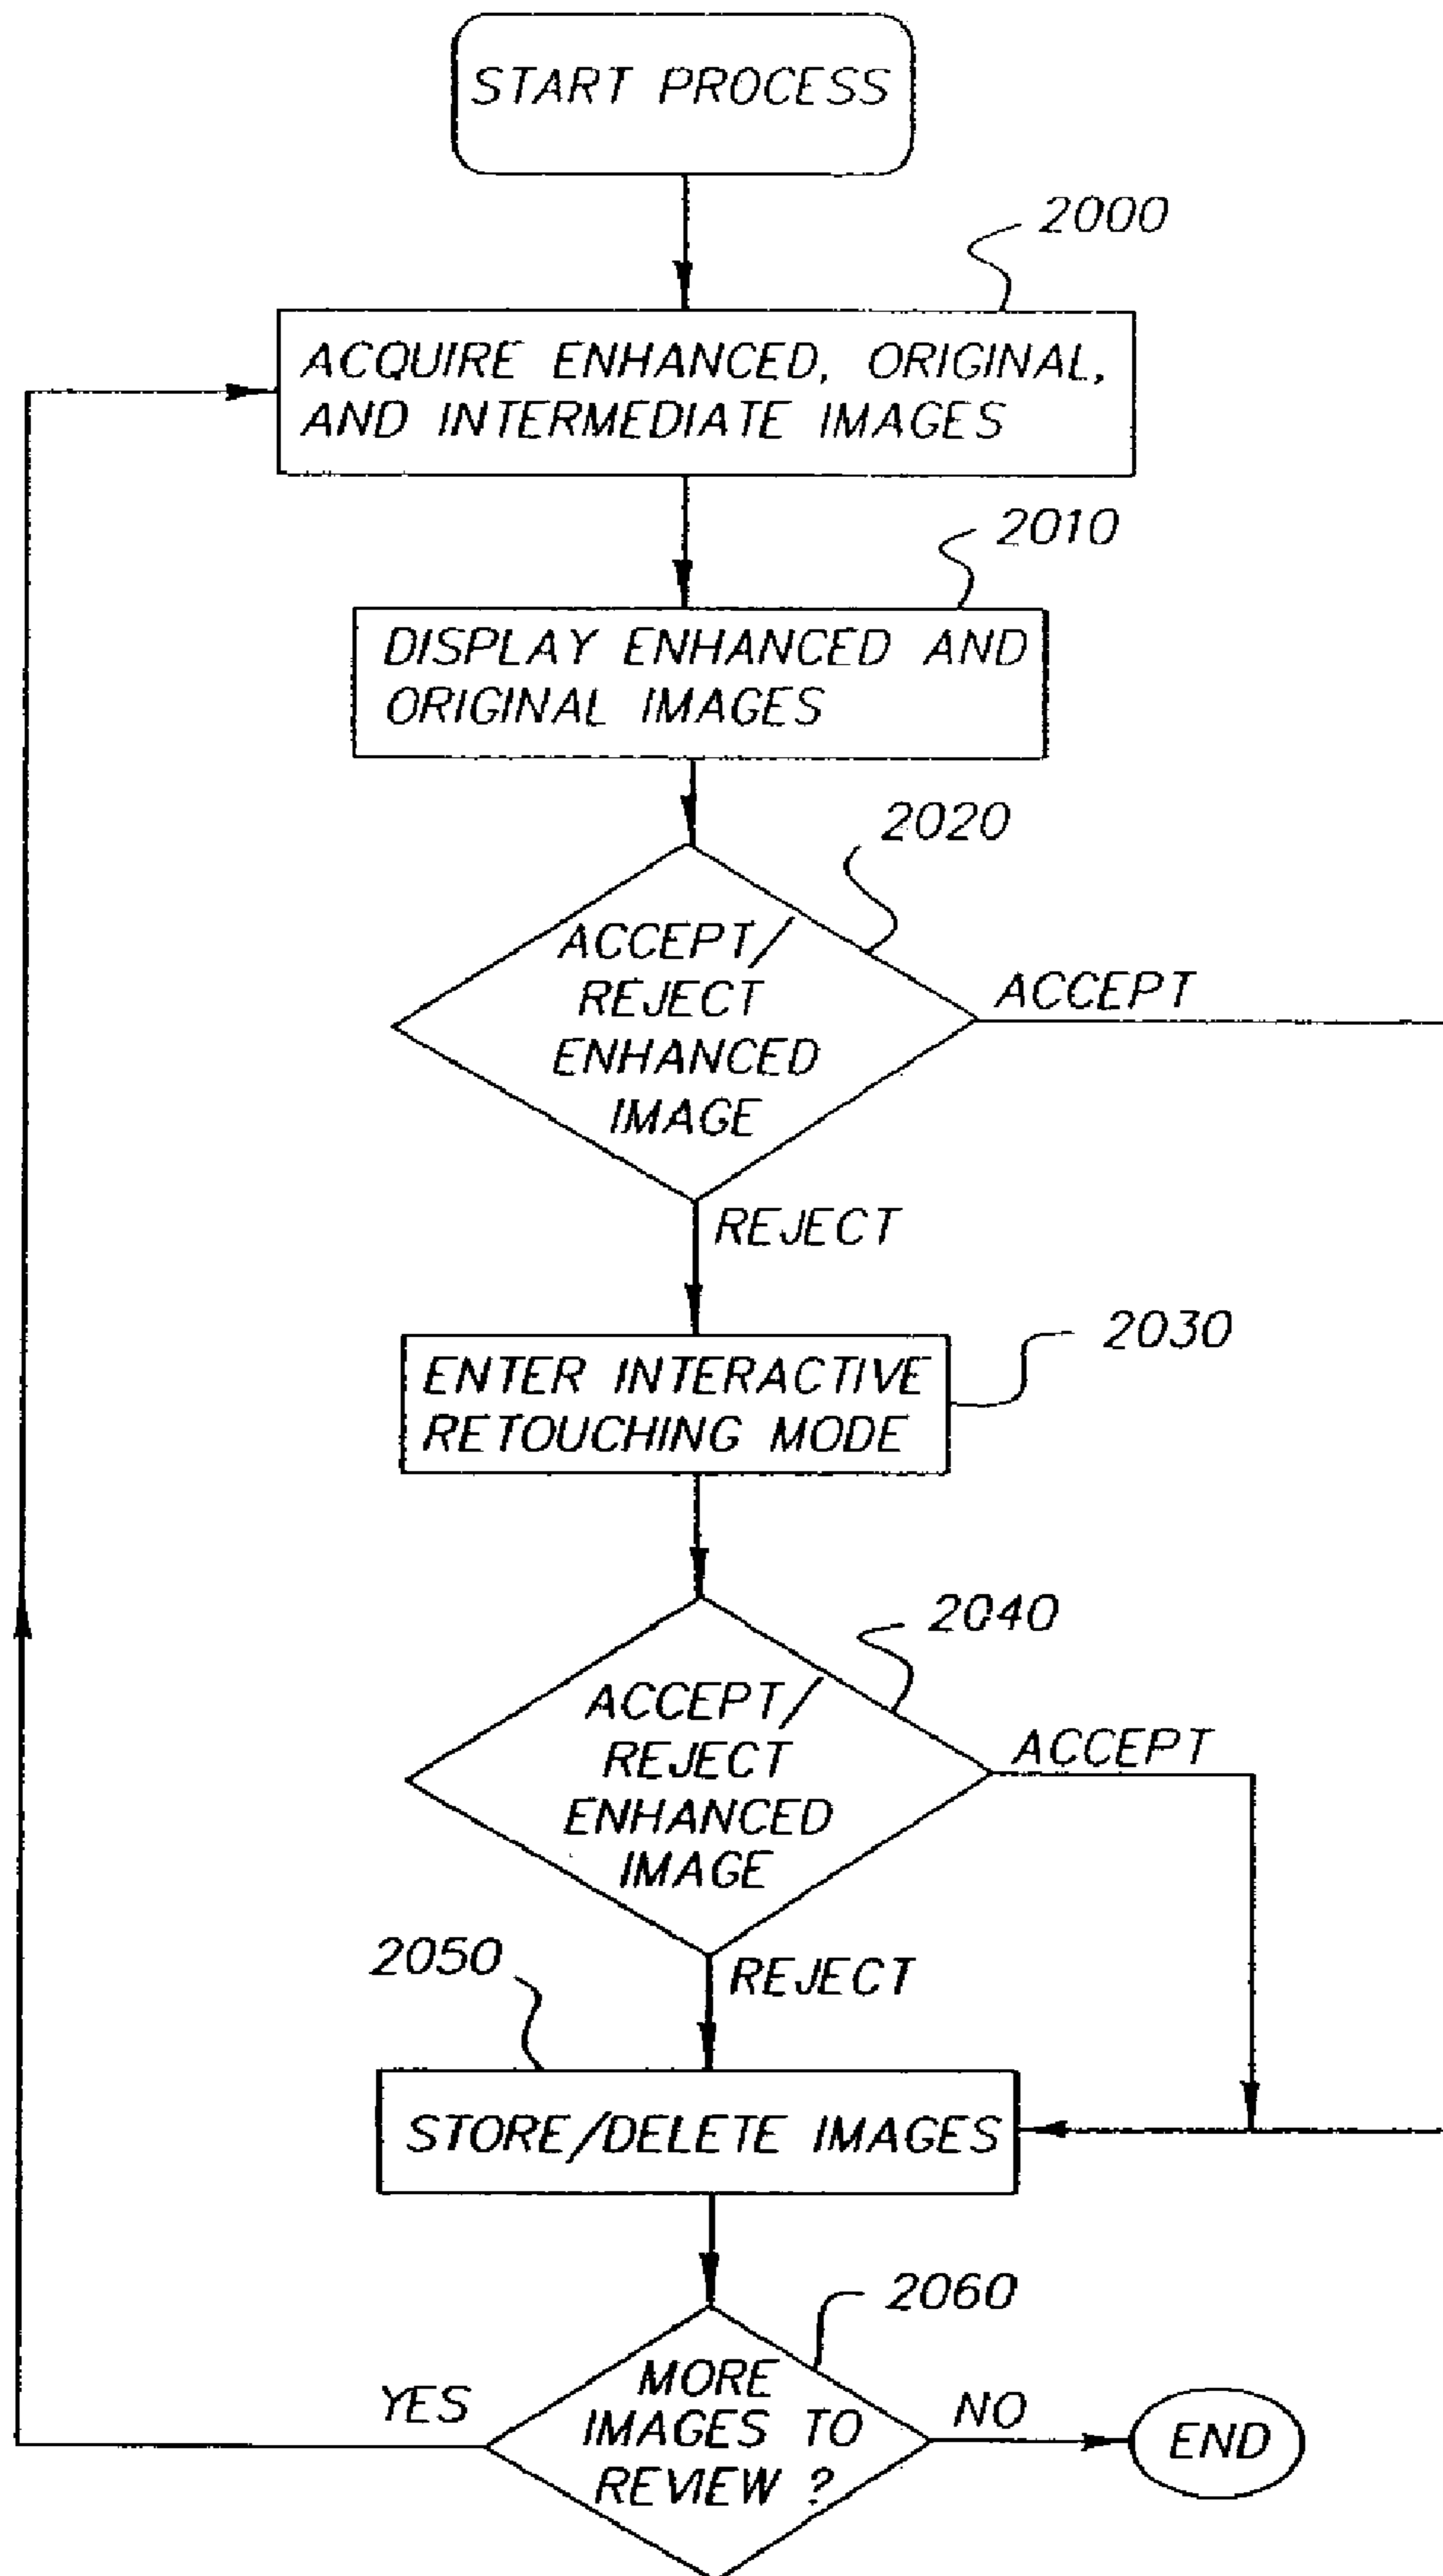 START PROCESS
2000
ACQUIRE ENHANCED, ORIGINAL,
AND INTERMEDIATE IMAGES
2010
DISPLAY ENHANCED AND
ORIGINAL IMAGES
2020
ACCEPT/
REJECT
ENHANCED
IMAGE
ACCEPT
REJECT
2030
ENTER INTERACTIVE
RETOUCHING MODE
2040
ACCEPT/
REJECT
ENHANCED
IMAGE
ACCEPT
REJECT
2050
STORE/DELETE IMAGES
2060
MORE
IMAGES TO
REVIEW ?
YES
NO
END